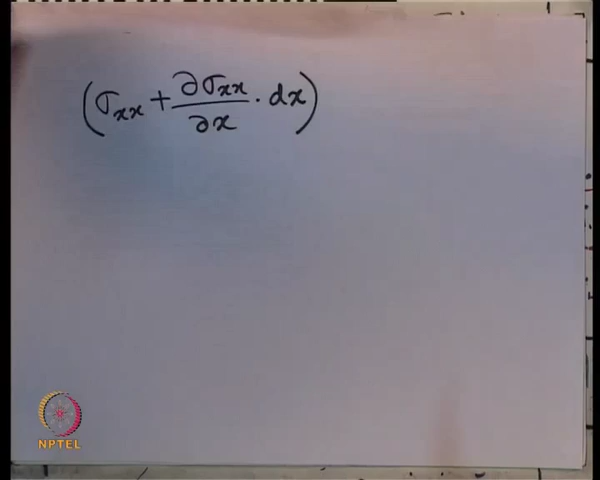 (σxx + ∂σxx/∂x · dx)
NPTEL